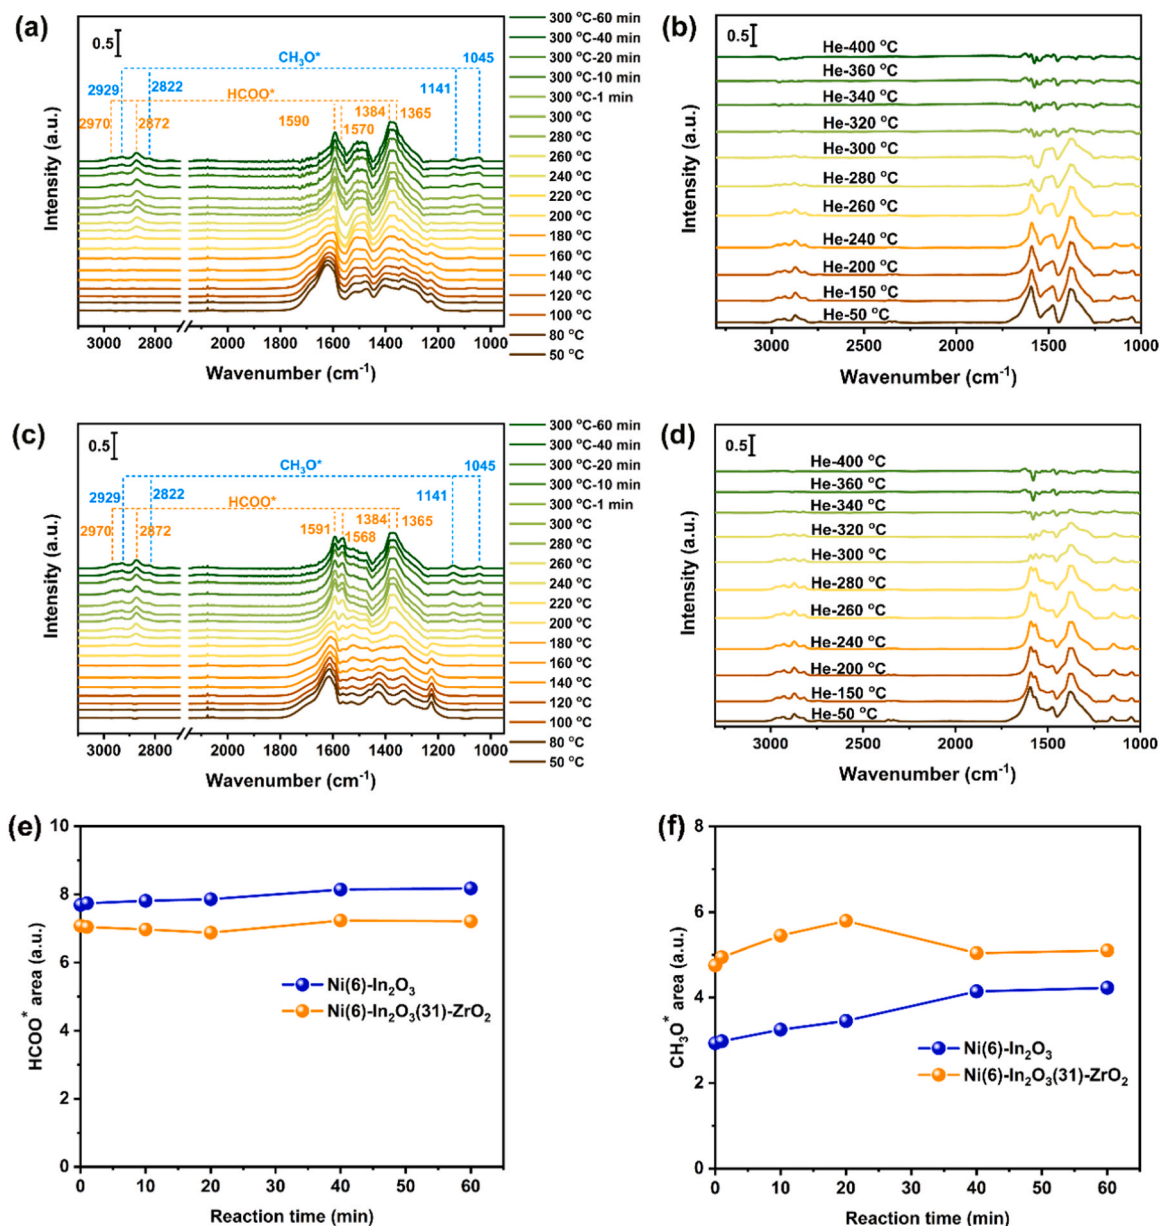 (a)
0.5
CH₃O*
2929
2822
1045
1141
HCOO*
2970
2872
1590
1570
1384
1365
Intensity (a.u.)
3000
2800
2000
1800
1600
1400
1200
1000
Wavenumber (cm⁻¹)
300 °C-60 min
300 °C-40 min
300 °C-20 min
300 °C-10 min
300 °C-1 min
300 °C
280 °C
260 °C
240 °C
220 °C
200 °C
180 °C
160 °C
140 °C
120 °C
100 °C
80 °C
50 °C
(b)
0.5
He-400 °C
He-360 °C
He-340 °C
He-320 °C
He-300 °C
He-280 °C
He-260 °C
He-240 °C
He-200 °C
He-150 °C
He-50 °C
Intensity (a.u.)
3000
2500
2000
1500
1000
Wavenumber (cm⁻¹)
(c)
0.5
CH₃O*
2929
2822
1045
1141
HCOO*
2970
2872
1591
1568
1384
1365
Intensity (a.u.)
3000
2800
2000
1800
1600
1400
1200
1000
Wavenumber (cm⁻¹)
300 °C-60 min
300 °C-40 min
300 °C-20 min
300 °C-10 min
300 °C-1 min
300 °C
280 °C
260 °C
240 °C
220 °C
200 °C
180 °C
160 °C
140 °C
120 °C
100 °C
80 °C
50 °C
(d)
0.5
He-400 °C
He-360 °C
He-340 °C
He-320 °C
He-300 °C
He-280 °C
He-260 °C
He-240 °C
He-200 °C
He-150 °C
He-50 °C
Intensity (a.u.)
3000
2500
2000
1500
1000
Wavenumber (cm⁻¹)
(e)
10
8
6
4
2
0
HCOO* area (a.u.)
Ni(6)-In₂O₃
Ni(6)-In₂O₃(31)-ZrO₂
0
10
20
30
40
50
60
Reaction time (min)
(f)
8
6
4
2
0
CH₃O* area (a.u.)
Ni(6)-In₂O₃
Ni(6)-In₂O₃(31)-ZrO₂
0
10
20
30
40
50
60
Reaction time (min)